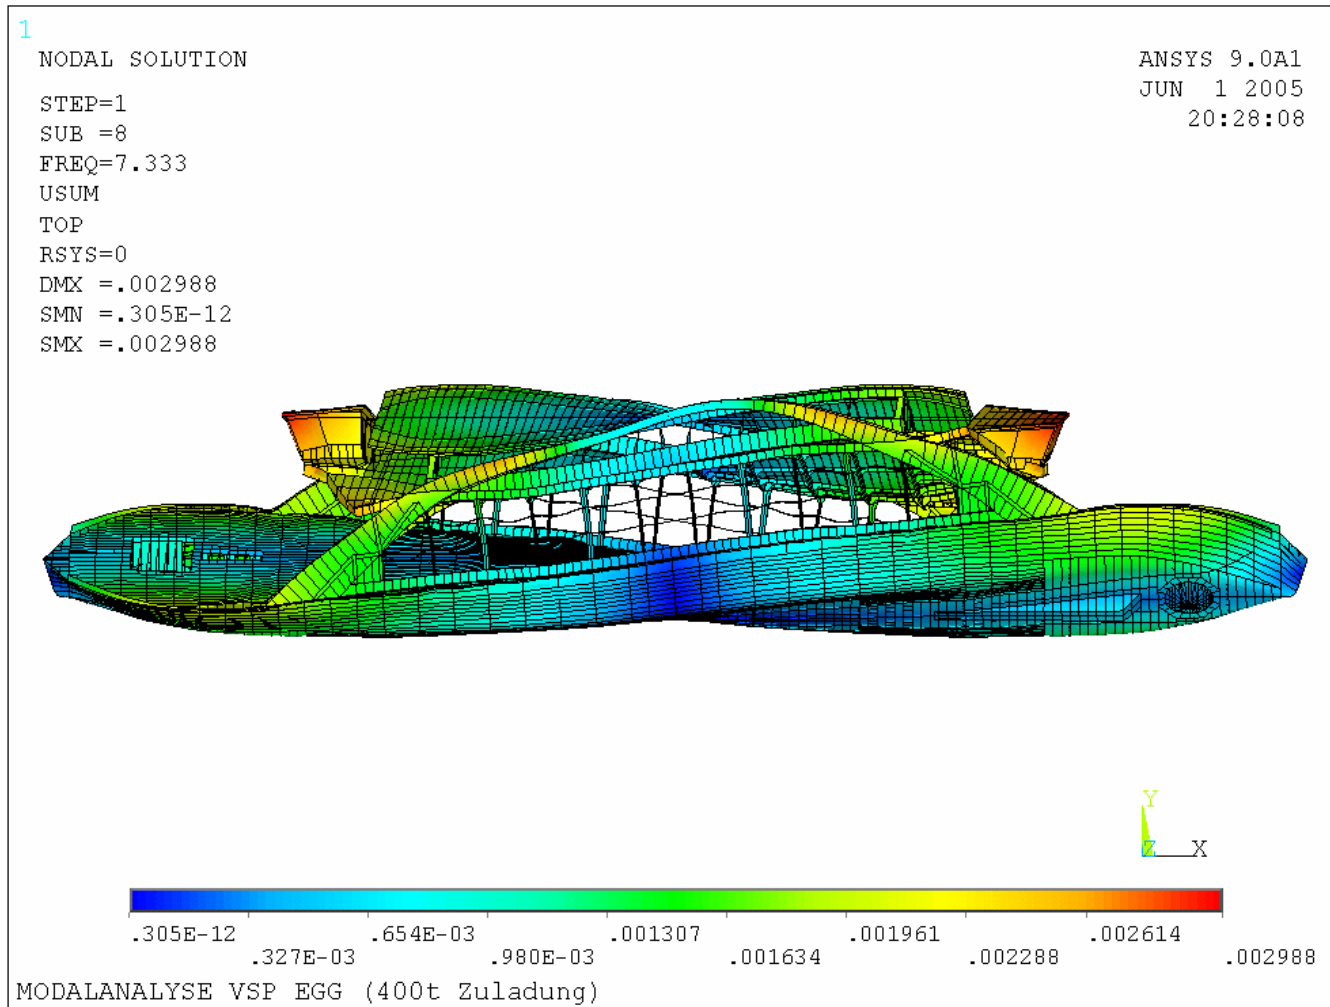 1
NODAL SOLUTION
STEP=1
SUB =8
FREQ=7.333
USUM
TOP
RSYS=0
DMX =.002988
SMN =.305E-12
SMX =.002988
ANSYS 9.0A1
JUN  1 2005
20:28:08
Y
Z X
.305E-12 .654E-03 .001307 .001961 .002614
.327E-03 .980E-03 .001634 .002288 .002988
MODALANALYSE VSP EGG (400t Zuladung)